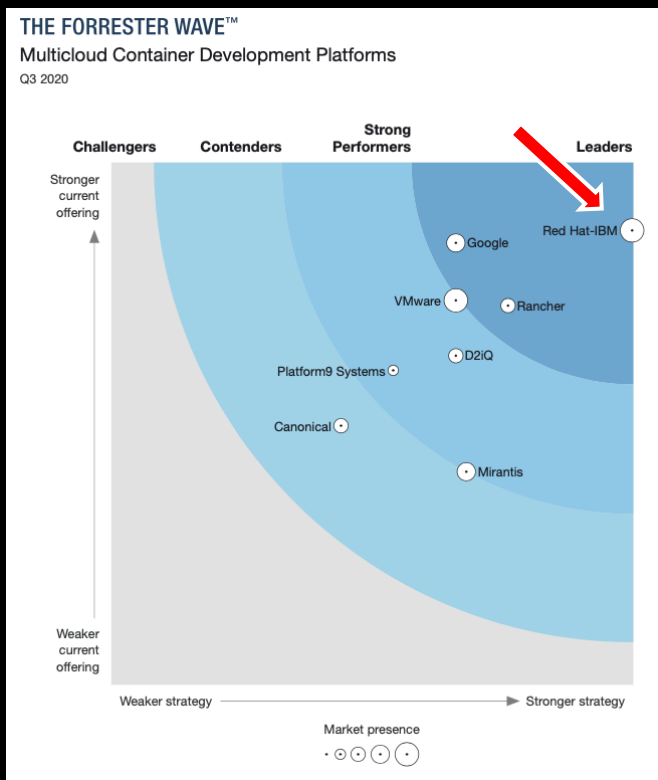 THE FORRESTER WAVE™
Multicloud Container Development Platforms
Q3 2020
Challengers
Contenders
Strong
Performers
Leaders
Stronger
current
offering
Red Hat-IBM
Google
VMware
Rancher
D2iQ
Platform9 Systems
Canonical
Mirantis
Weaker
current
offering
Weaker strategy
Stronger strategy
Market presence